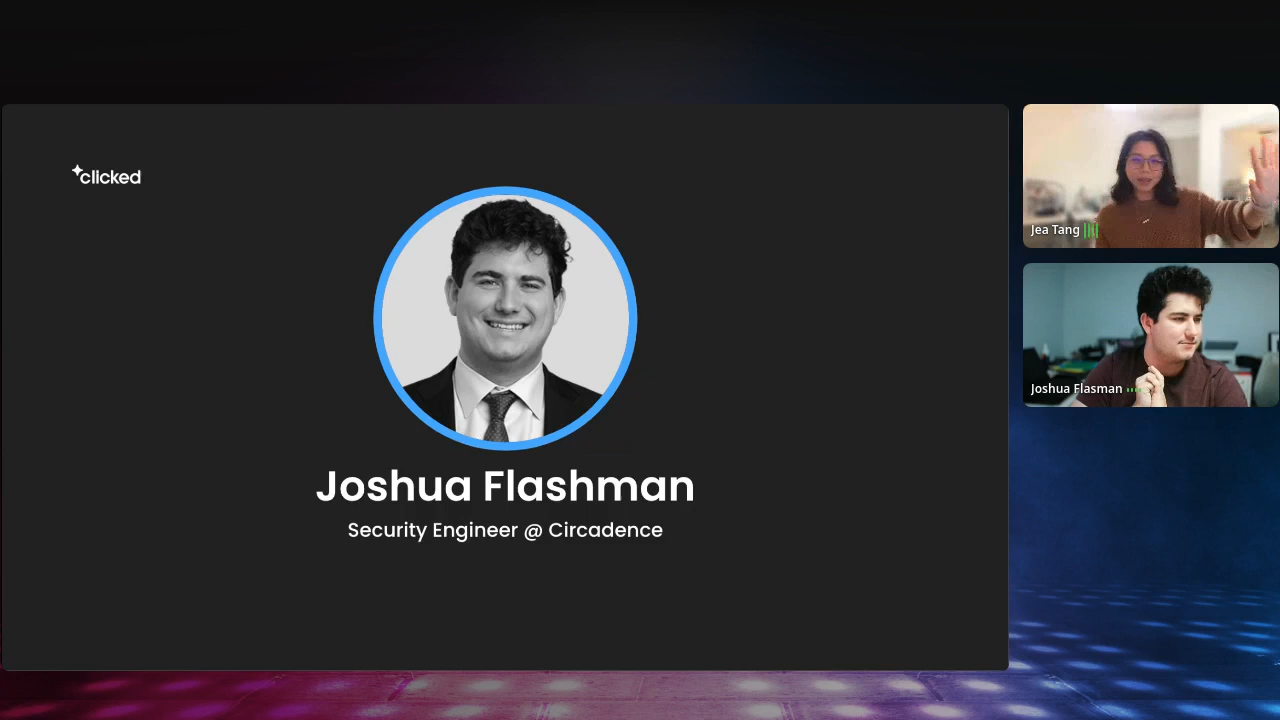 clicked
Joshua Flashman
Security Engineer @ Circadence
Jea Tang
Joshua Flasman